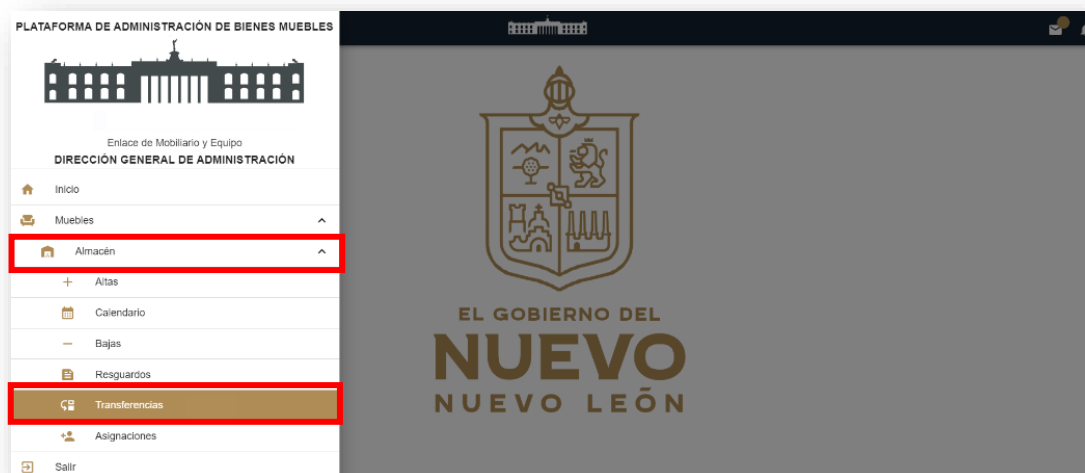 PLATAFORMA DE ADMINISTRACIÓN DE BIENES MUEBLES
Enlace de Mobiliario y Equipo
DIRECCIÓN GENERAL DE ADMINISTRACIÓN
Inicio
Muebles
Almacén
Altas
Calendario
Bajas
Resguardos
Transferencias
Asignaciones
Salir
EL GOBIERNO DEL
NUEVO
NUEVO LEÓN